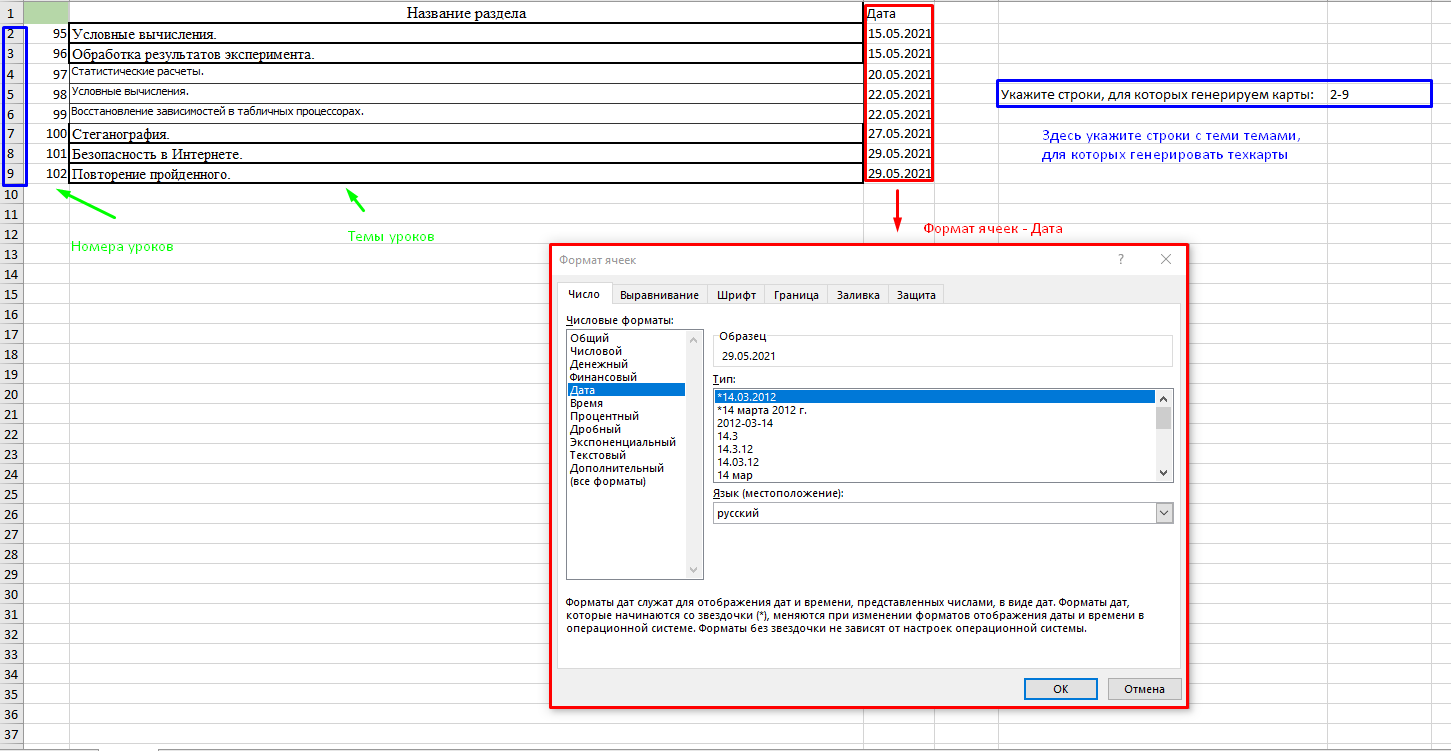 1 Название раздела Дата
2 95 Условные вычисления. 15.05.2021
3 96 Обработка результатов эксперимента. 15.05.2021
4 97 Статистические расчеты. 20.05.2021
5 98 Условные вычисления. 22.05.2021 Укажите строки, для которых генерируем карты: 2-9
6 99 Восстановление зависимостей в табличных процессорах. 22.05.2021
7 100 Стеганография. 27.05.2021
Здесь укажите строки с теми темами,
8 101 Безопасность в Интернете. 29.05.2021
для которых генерировать техкарты
9 102 Повторение пройденного. 29.05.2021
10
11
12
Номера уроков
Темы уроков
Формат ячеек - Дата
13
14
15
16
17
18
19
20
21
22
23
24
25
26
27
28
29
30
31
32
33
34
35
36
37
Формат ячеек ?
Число Выравнивание Шрифт Граница Заливка Защита
Числовые форматы:
Общий
Числовой
Денежный
Финансовый
Дата
Время
Процентный
Дробный
Экспоненциальный
Текстовый
Дополнительный
(все форматы)
Образец
29.05.2021
Тип:
*14.03.2012
*14 марта 2012 г.
2012-03-14
14.3
14.3.12
14.03.12
14 мар
Язык (местоположение):
русский
Форматы дат служат для отображения дат и времени, представленных числами, в виде дат. Форматы дат,
которые начинаются со звездочки (*), меняются при изменении форматов отображения даты и времени в
операционной системе. Форматы без звездочки не зависят от настроек операционной системы.
ОК Отмена